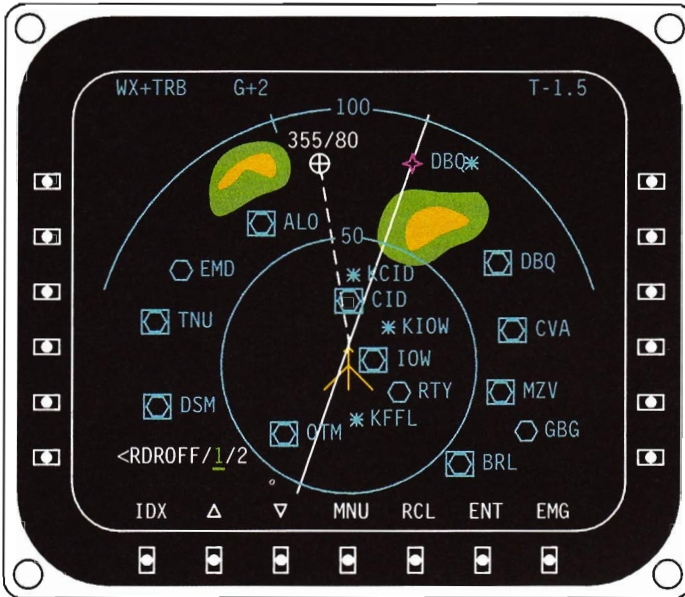 WX+TRB G+2 T-1.5
100
355/80
DBQ
ALO
50
EMD
KCID
DBQ
CID
TNU
KIOW
CVA
IOW
RTY
MZV
DSM
KFFL
OTM
GBG
<RDROFF/1/2
BRL
IDX △ ▽ MNU RCL ENT EMG